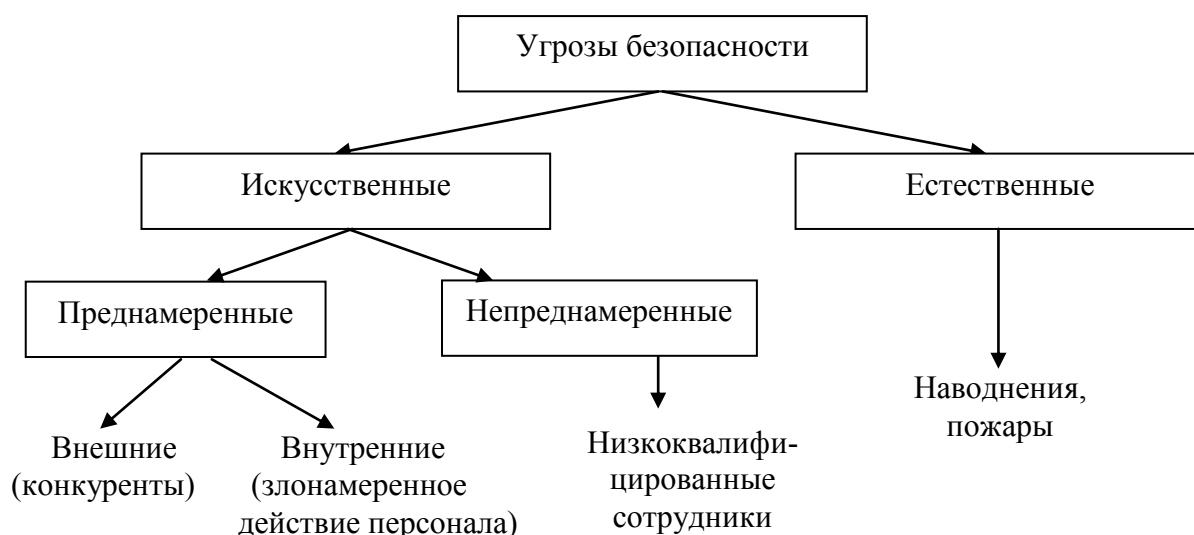 Угрозы безопасности
Искусственные
Естественные
Преднамеренные
Непреднамеренные
Внешние
(конкуренты)
Внутренние
(злонамеренное
действие персонала)
Низкоквалифи-
цированные
сотрудники
Наводнения,
пожары